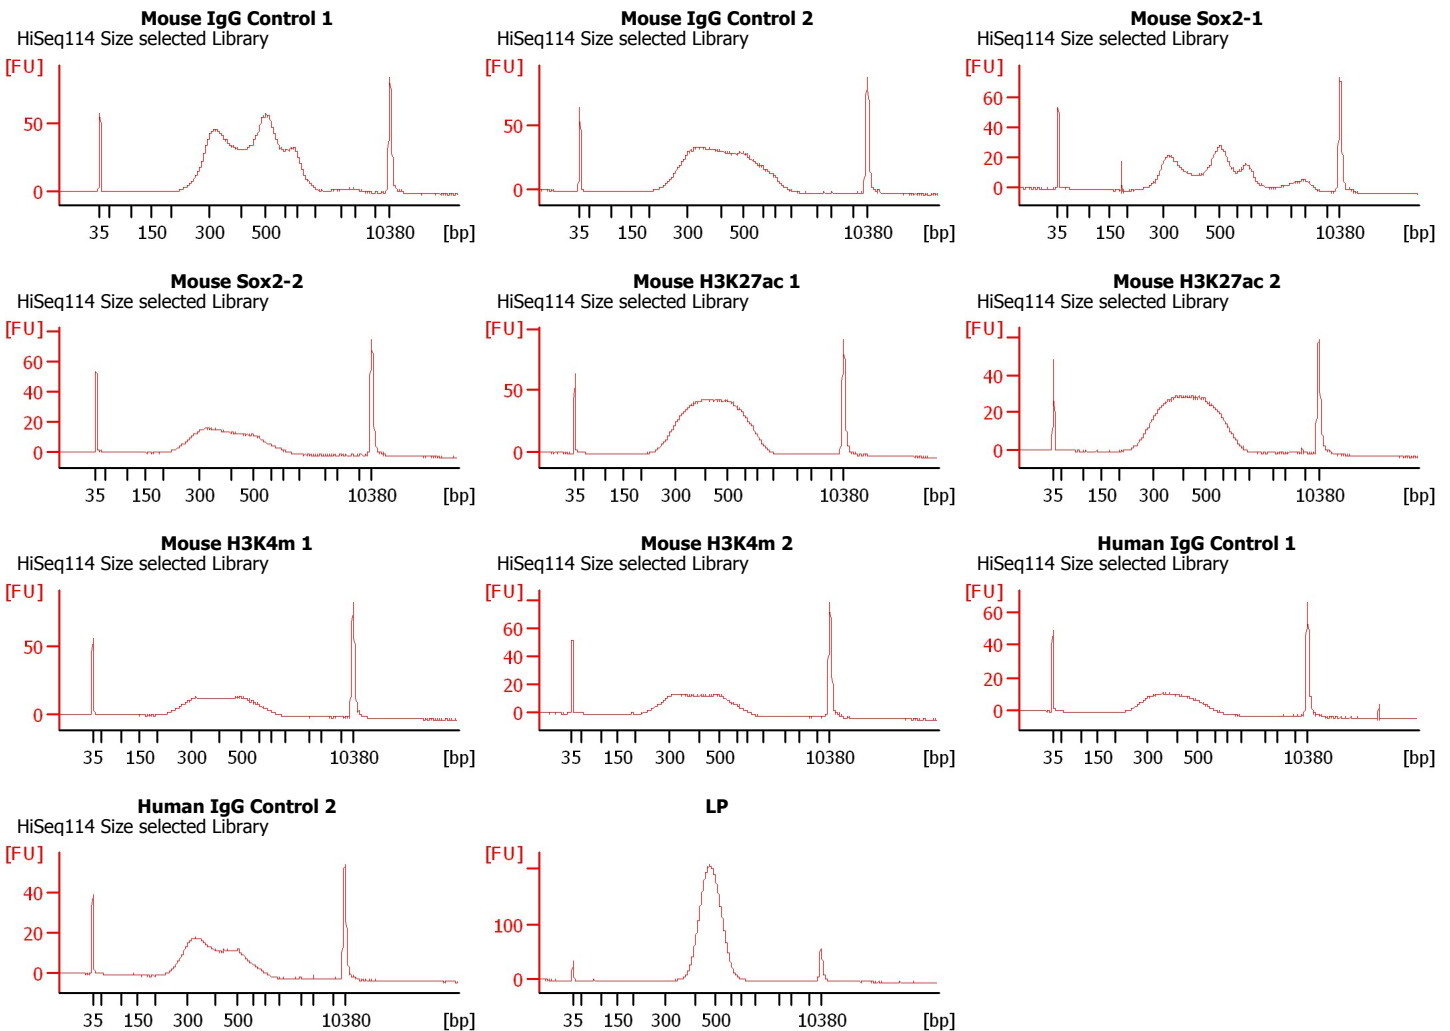 Mouse IgG Control 1
HiSeq114 Size selected Library
[FU]
50
0
35 150 300 500 10380 [bp]
Mouse IgG Control 2
HiSeq114 Size selected Library
[FU]
50
0
35 150 300 500 10380 [bp]
Mouse Sox2-1
HiSeq114 Size selected Library
[FU]
60
40
20
0
35 150 300 500 10380 [bp]
Mouse Sox2-2
HiSeq114 Size selected Library
[FU]
60
40
20
0
35 150 300 500 10380 [bp]
Mouse H3K27ac 1
HiSeq114 Size selected Library
[FU]
50
0
35 150 300 500 10380 [bp]
Mouse H3K27ac 2
HiSeq114 Size selected Library
[FU]
40
20
0
35 150 300 500 10380 [bp]
Mouse H3K4m 1
HiSeq114 Size selected Library
[FU]
50
0
35 150 300 500 10380 [bp]
Mouse H3K4m 2
HiSeq114 Size selected Library
[FU]
60
40
20
0
35 150 300 500 10380 [bp]
Human IgG Control 1
HiSeq114 Size selected Library
[FU]
60
40
20
0
35 150 300 500 10380 [bp]
Human IgG Control 2
HiSeq114 Size selected Library
[FU]
40
20
0
35 150 300 500 10380 [bp]
LP
[FU]
100
0
35 150 300 500 10380 [bp]